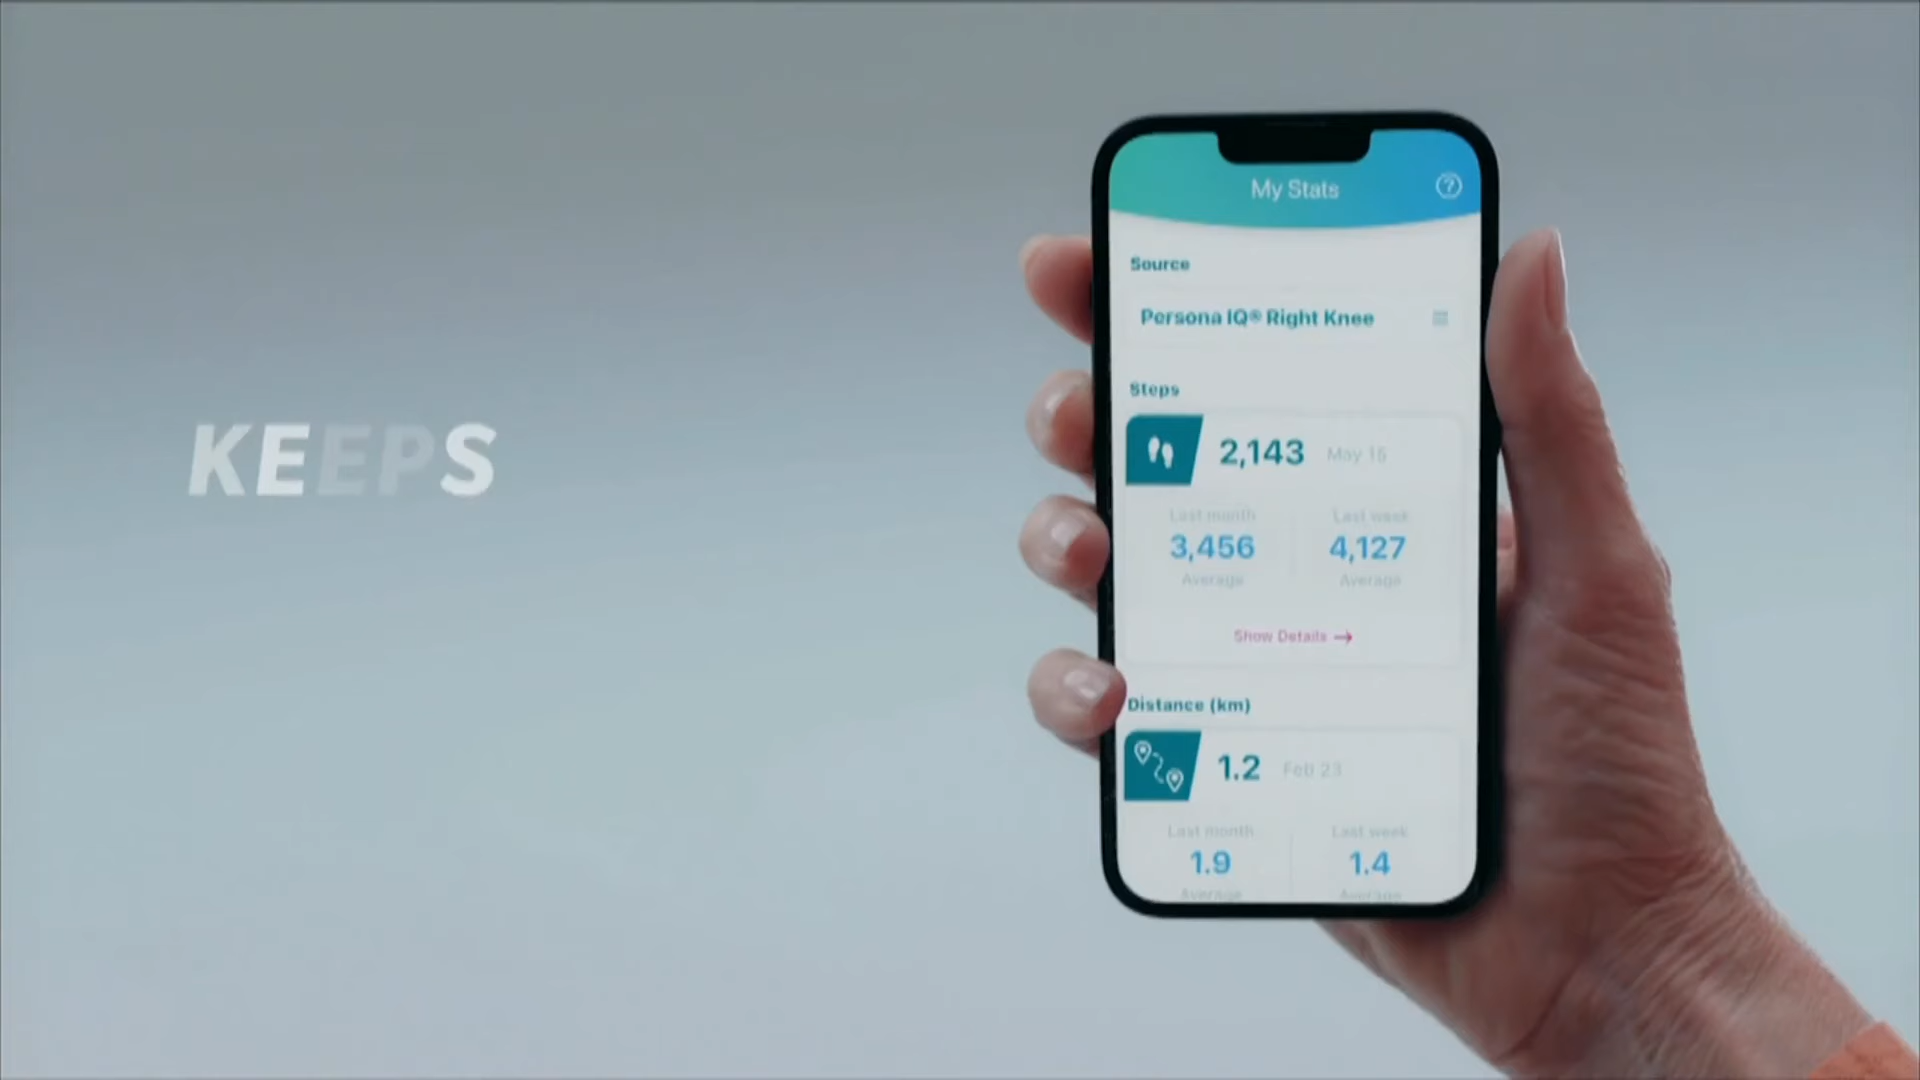 KEEPS
My Stats
Source
Persona IQ® Right Knee
Steps
2,143 May 15
Last month Last week
3,456 4,127
Average Average
Show Details →
Distance (km)
1.2 Feb 23
Last month Last week
1.9 1.4
Average Average